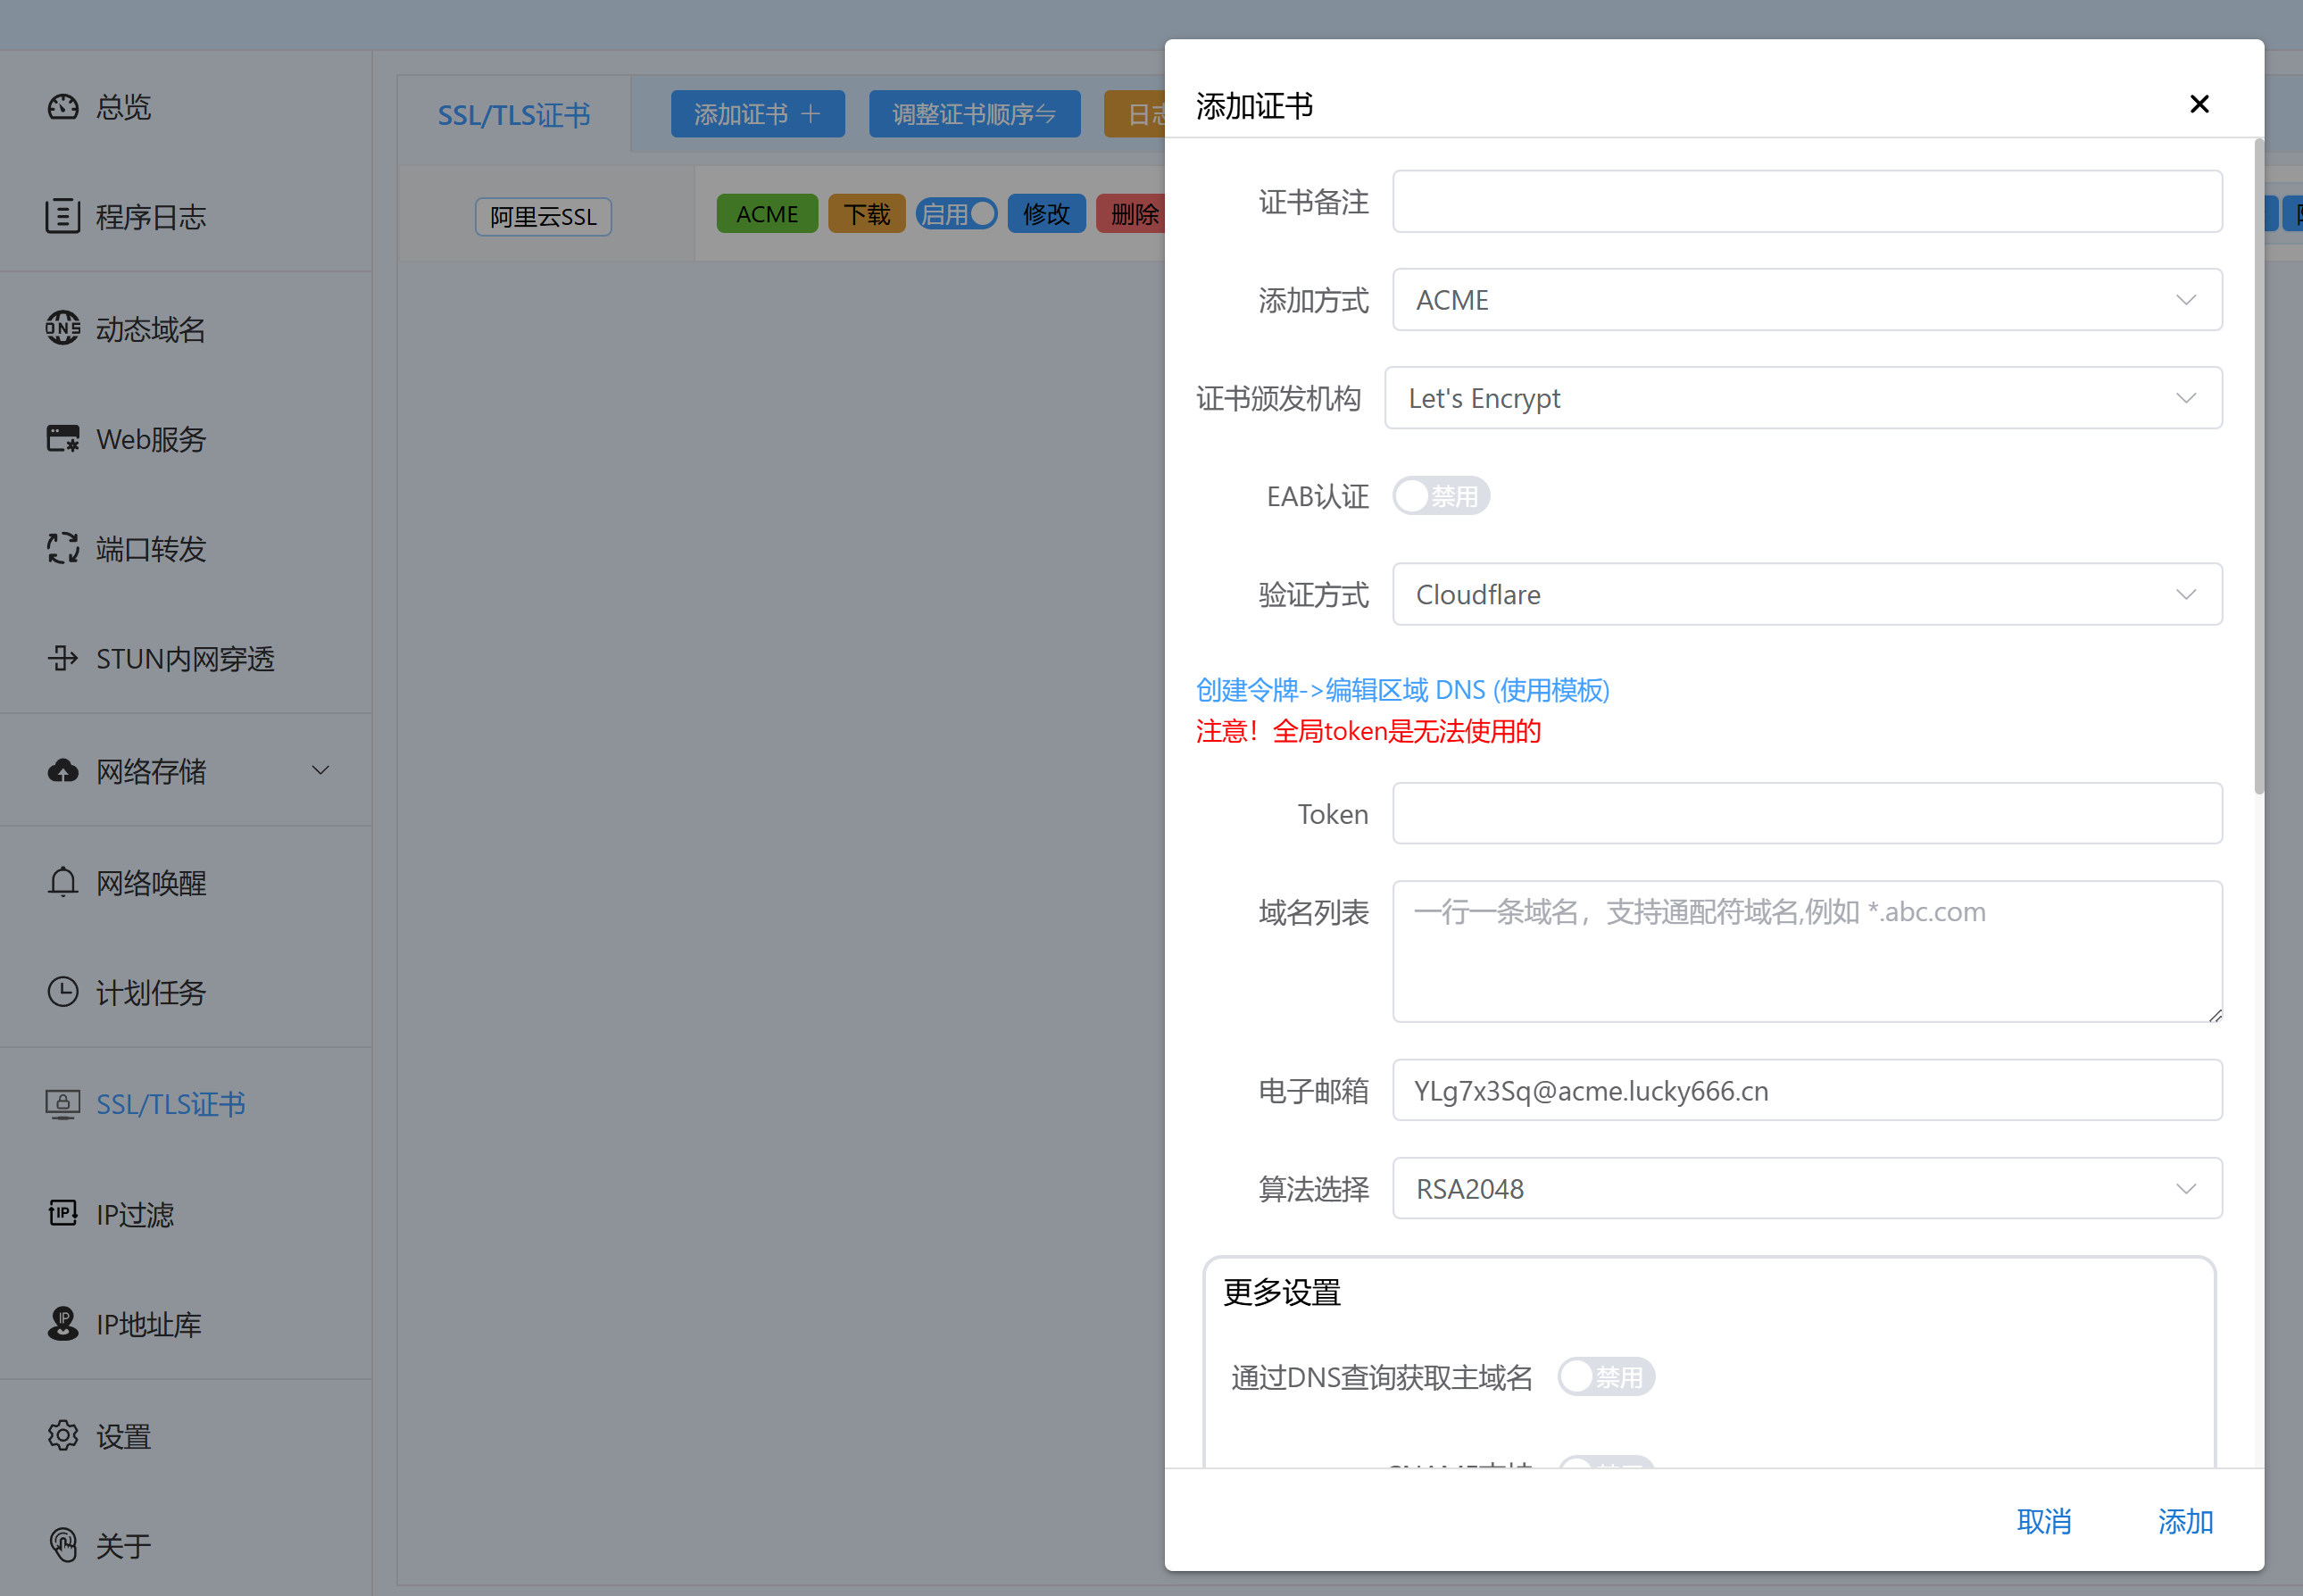 总览
程序日志
动态域名
Web服务
端口转发
STUN内网穿透
网络存储
网络唤醒
计划任务
SSL/TLS证书
IP过滤
IP地址库
设置
关于
SSL/TLS证书
添加证书
调整证书顺序
日志
阿里云SSL
ACME
下载
启用
修改
删除
添加证书
证书备注
添加方式 ACME
证书颁发机构 Let's Encrypt
EAB认证 禁用
验证方式 Cloudflare
创建令牌->编辑区域 DNS (使用模板)
注意！全局token是无法使用的
Token
域名列表 一行一条域名，支持通配符域名,例如 *.abc.com
电子邮箱 YLg7x3Sq@acme.lucky666.cn
算法选择 RSA2048
更多设置
通过DNS查询获取主域名 禁用
取消 添加